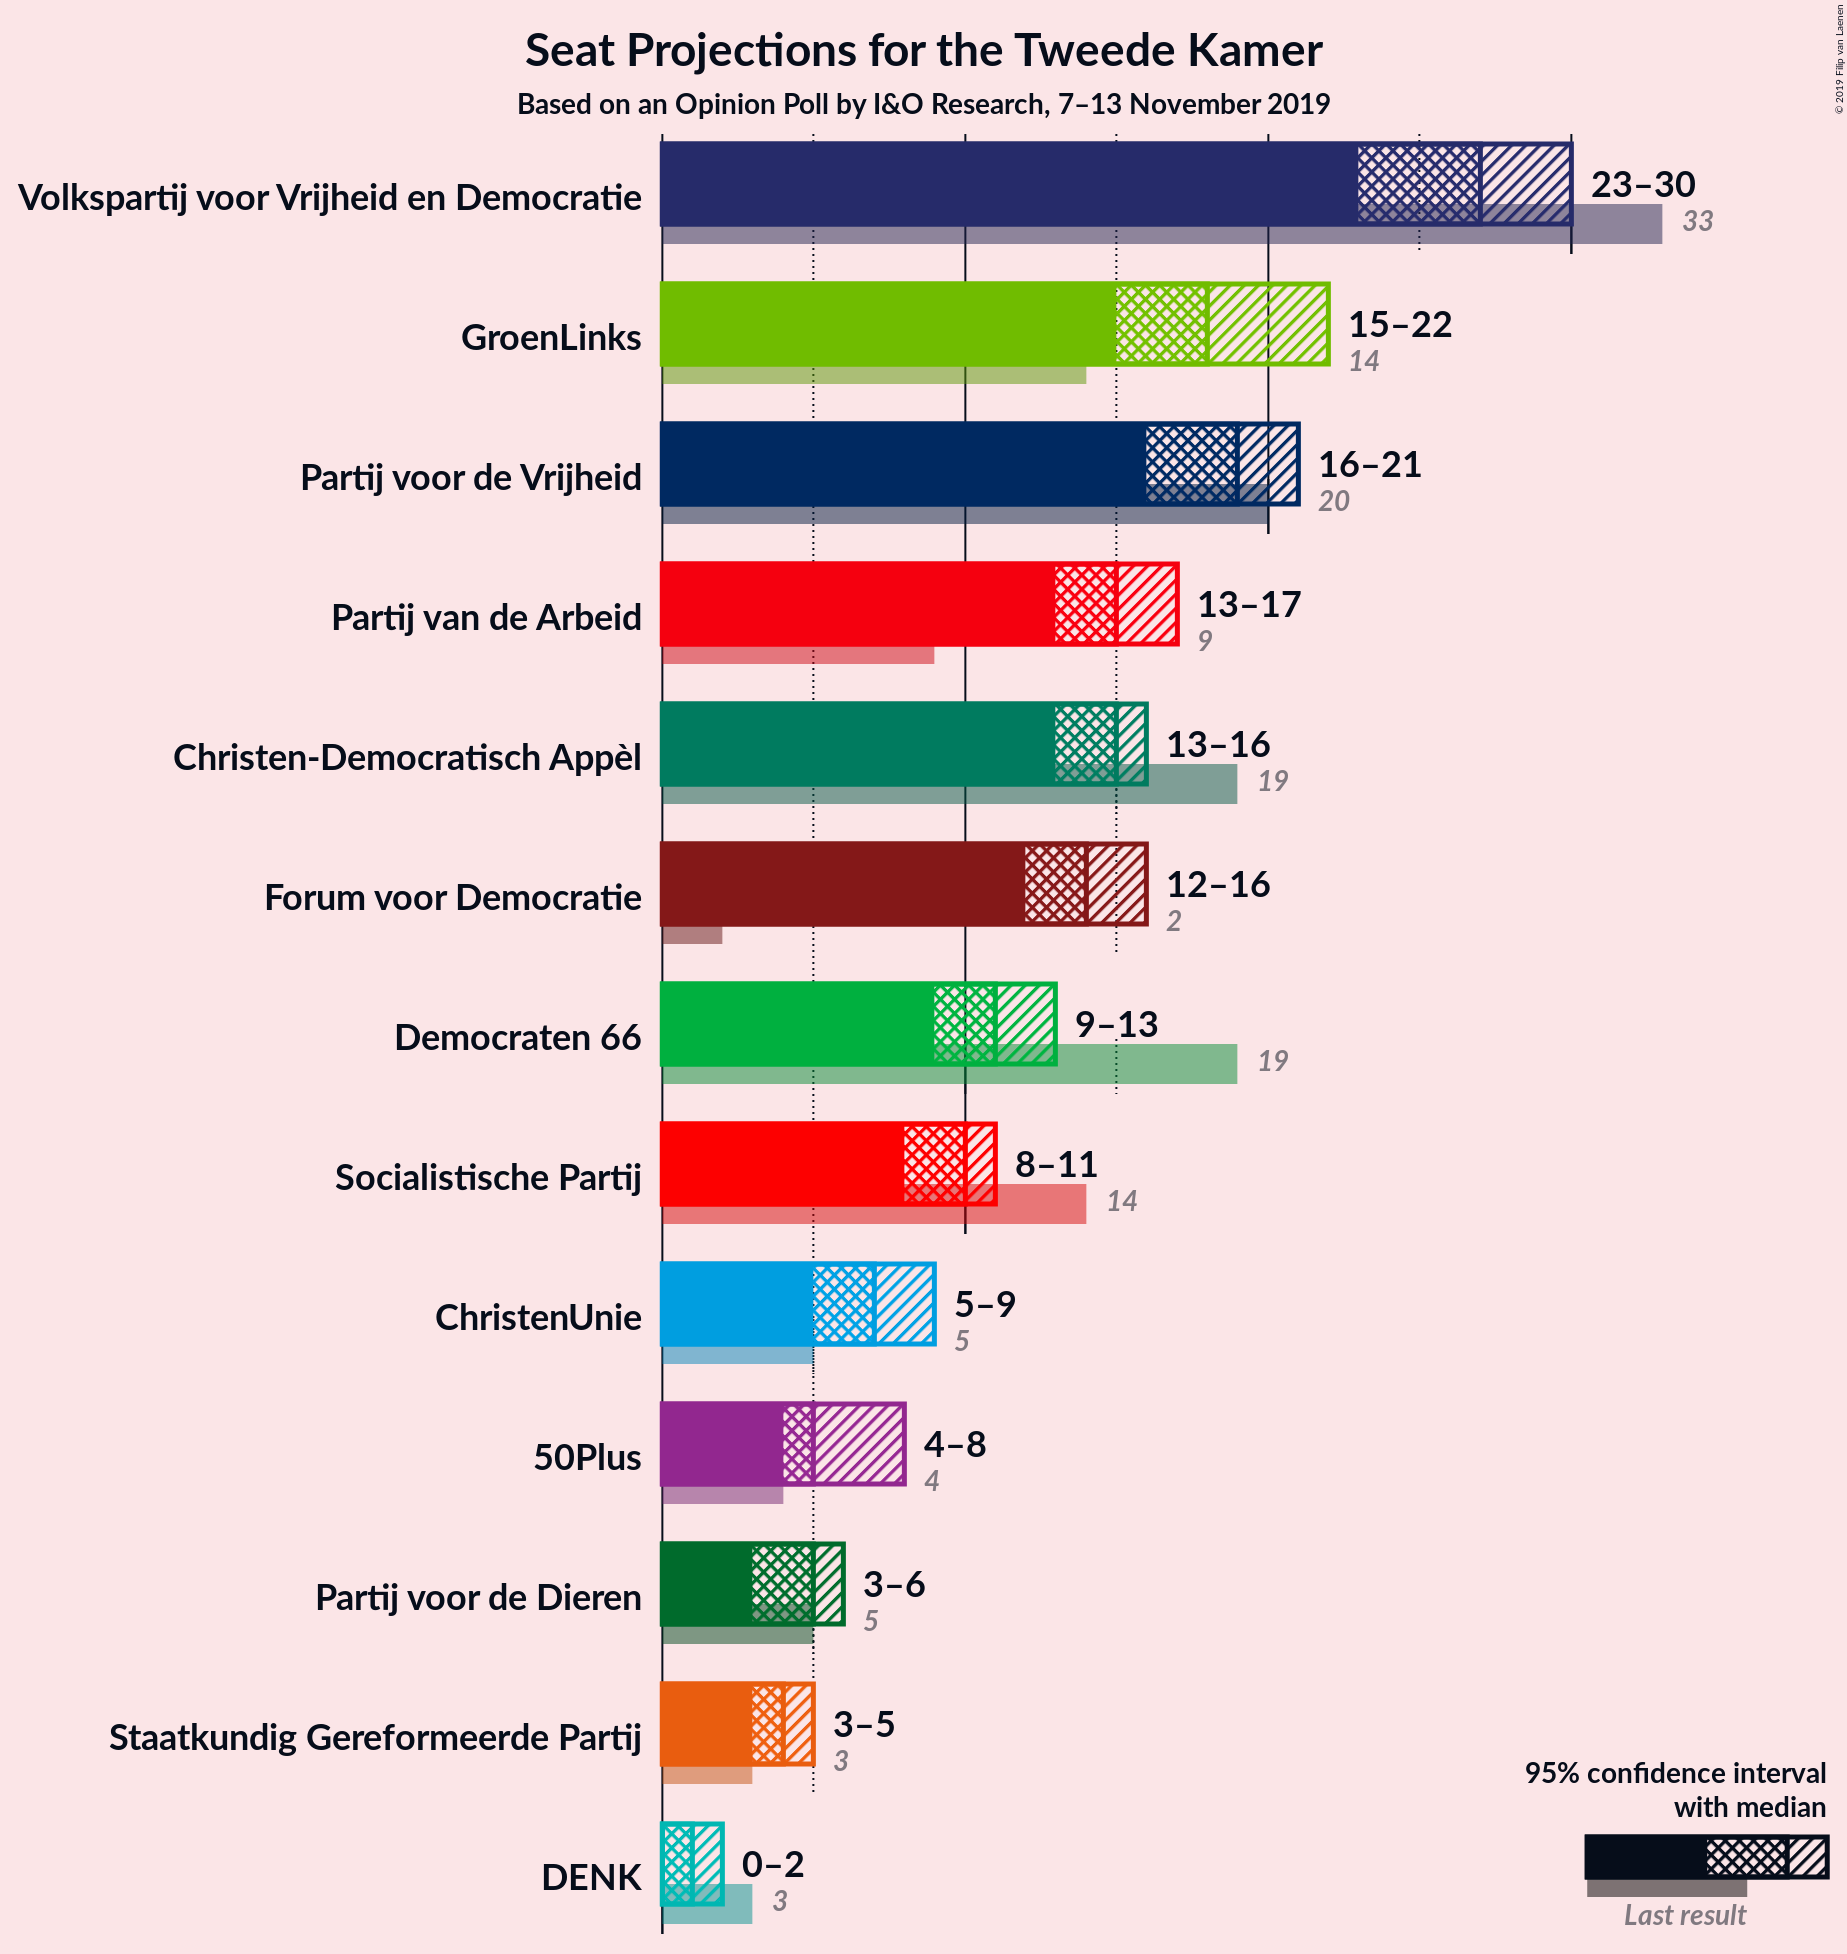 Seat Projections for the Tweede Kamer
Based on an Opinion Poll by I&O Research, 7–13 November 2019
© 2019 Filip van Laenen
Volkspartij voor Vrijheid en Democratie
23–30
33
GroenLinks
15–22
14
Partij voor de Vrijheid
16–21
20
Partij van de Arbeid
13–17
9
Christen-Democratisch Appèl
13–16
19
Forum voor Democratie
12–16
2
Democraten 66
9–13
19
Socialistische Partij
8–11
14
ChristenUnie
5–9
5
50Plus
4–8
4
Partij voor de Dieren
3–6
5
Staatkundig Gereformeerde Partij
3–5
3
DENK
0–2
3
95% confidence interval
with median
Last result